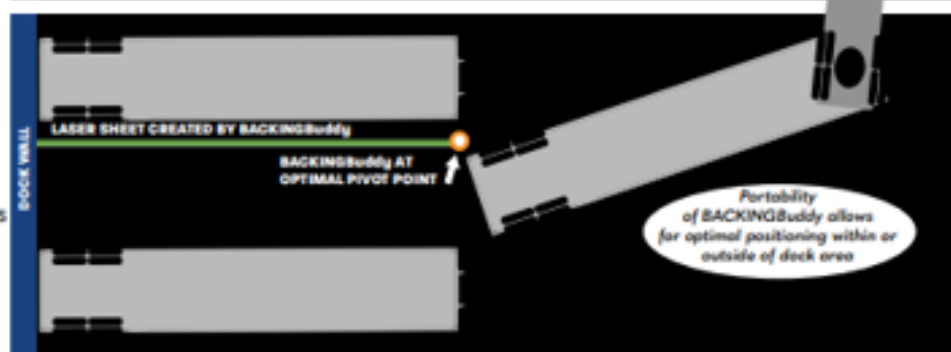 DOCK WALL
LASER SHEET CREATED BY BACKINGBuddy
BACKINGBuddy AT
OPTIMAL PIVOT POINT
Portability
of BACKINGBuddy allows
for optimal positioning within or
outside of dock area